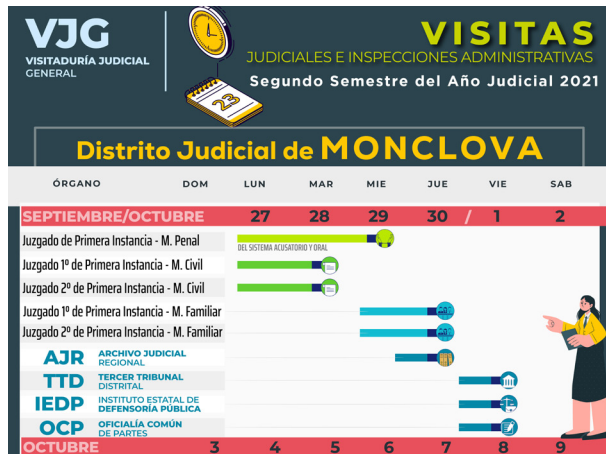 VJG
VISITADURÍA JUDICIAL
GENERAL
23
VISITAS
JUDICIALES E INSPECCIONES ADMINISTRATIVAS
Segundo Semestre del Año Judicial 2021
Distrito Judicial de MONCLOVA
ÓRGANO DOM LUN MAR MIE JUE VIE SAB
SEPTIEMBRE/OCTUBRE 27 28 29 30 / 1 2
Juzgado de Primera Instancia - M. Penal
DEL SISTEMA ACUSATORIO Y ORAL
Juzgado 1º de Primera Instancia - M. Civil
Juzgado 2º de Primera Instancia - M. Civil
Juzgado 1º de Primera Instancia - M. Familiar
Juzgado 2º de Primera Instancia - M. Familiar
AJR ARCHIVO JUDICIAL
REGIONAL
TTD TERCER TRIBUNAL
DISTRITAL
IEDP INSTITUTO ESTATAL DE
DEFENSORÍA PÚBLICA
OCP OFICIALÍA COMÚN
DE PARTES
OCTUBRE 3 4 5 6 7 8 9